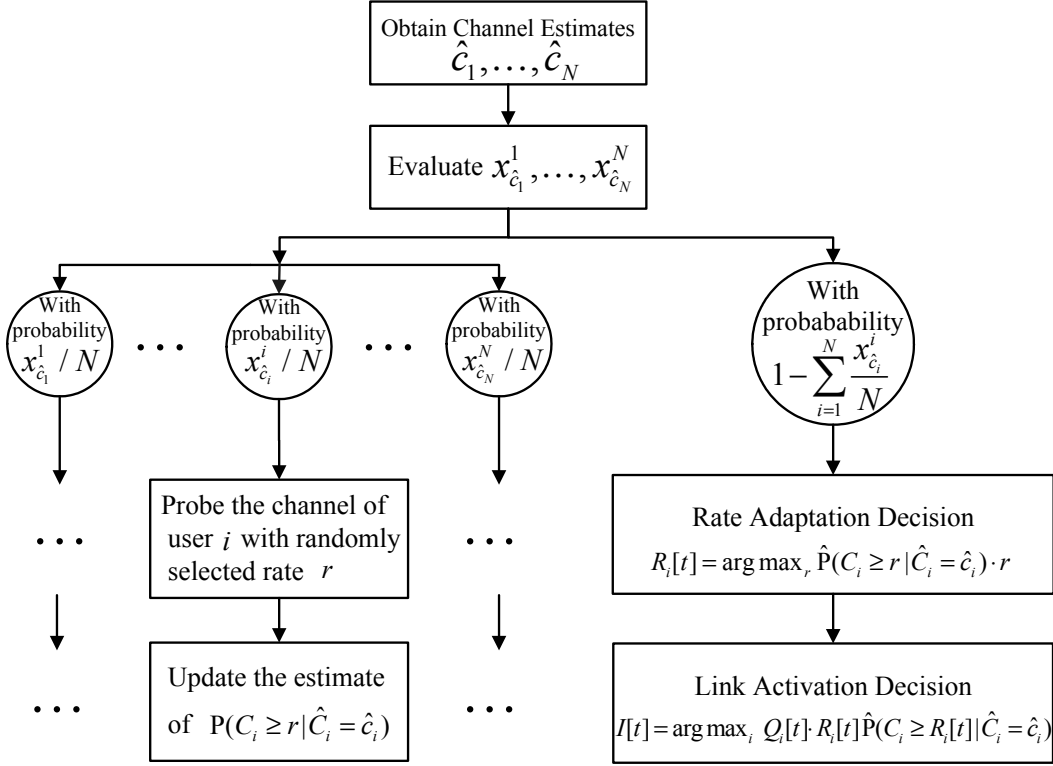 Obtain Channel Estimates
ĉ₁,…,ĉ_N
Evaluate x^1_{ĉ₁},…,x^N_{ĉ_N}
With
probability
x^1_{ĉ₁} / N
• • •
With
probability
x^i_{ĉ_i} / N
• • •
With
probability
x^N_{ĉ_N} / N
With
probabability
1 − ∑_{i=1}^{N} x^i_{ĉ_i} / N
• • •
Probe the channel of
user i with randomly
selected rate r
• • •
Rate Adaptation Decision
R_i[t] = arg max_r P̂(C_i ≥ r | Ĉ_i = ĉ_i) · r
• • •
Update the estimate
of P(C_i ≥ r | Ĉ_i = ĉ_i)
• • •
Link Activation Decision
I[t] = arg max_i Q_i[t] · R_i[t] P̂(C_i ≥ R_i[t] | Ĉ_i = ĉ_i)